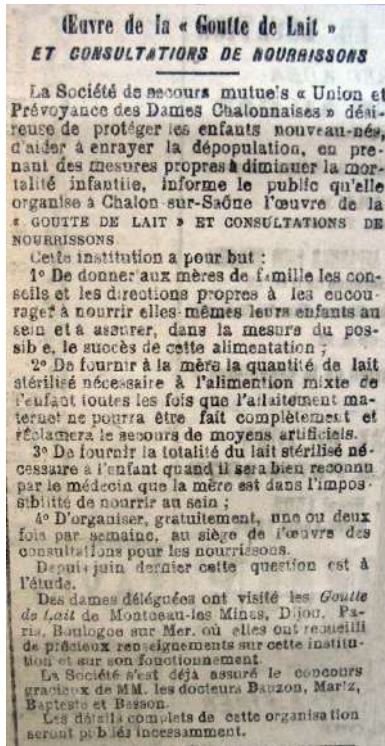 Œuvre de la « Goutte de Lait »
ET CONSULTATIONS DE NOURRISSONS
La Société de secours mutuels « Union et
Prévoyance des Dames Chalonnaises » dési-
reuse de protéger les enfants nouveau-nés,
d'aider à enrayer la dépopulation, en pre-
nant des mesures propres à diminuer la mor-
talité infantile, informe le public qu'elle
organise à Chalon-sur-Saône l'œuvre de la
« GOUTTE DE LAIT » ET CONSULTATIONS DE
NOURRISSONS
Cette institution a pour but :
1° De donner aux mères de famille les con-
seils et les directions propres à les encou-
rager à nourrir elles-mêmes leurs enfants au
sein et à assurer, dans la mesure du pos-
sible, le succès de cette alimentation ;
2° De fournir à la mère la quantité de lait
stérilisé nécessaire à l'alimention mixte de
l'enfant toutes les fois que l'allaitement ma-
ternel ne pourra être fait complètement et
réclamera le secours de moyens artificiels.
3° De fournir la totalité du lait stérilisé né-
cessaire à l'enfant quand il sera bien reconnu
par le médecin que la mère est dans l'impos-
sibilité de nourrir au sein ;
4° D'organiser, gratuitement, une ou deux
fois par semaine, au siège de l'œuvre des
consultations pour les nourrissons.
Depuis juin dernier cette question est à
l'étude.
Des dames déléguées ont visité les Goutte
de Lait de Montceau-les Mines, Dijon, Pa-
ris, Boulogne sur Mer, où elles ont recueilli
de précieux renseignements sur cette institu-
tion et sur son fonctionnement.
La Société s'est déjà assuré le concours
gracieux de MM. les docteurs Bauzon, Martz,
Bapteste et Basson.
Les détails complets de cette organisation
seront publiés incessamment.